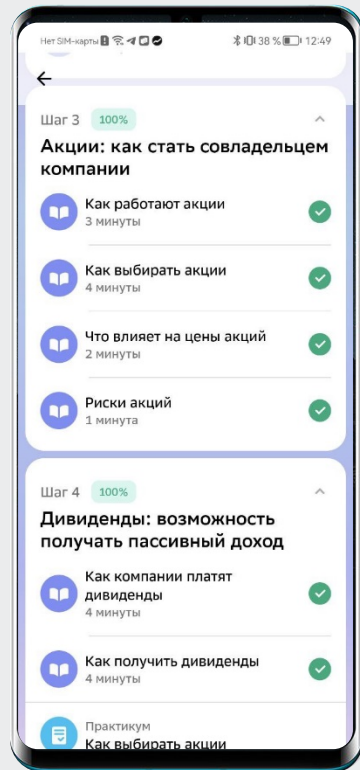 Нет SIM-карты 38 % 12:49
Шаг 3 100%
Акции: как стать совладельцем
компании
Как работают акции
3 минуты
Как выбирать акции
4 минуты
Что влияет на цены акций
2 минуты
Риски акций
1 минута
Шаг 4 100%
Дивиденды: возможность
получать пассивный доход
Как компании платят
дивиденды
4 минуты
Как получить дивиденды
4 минуты
Практикум
Как выбирать акции